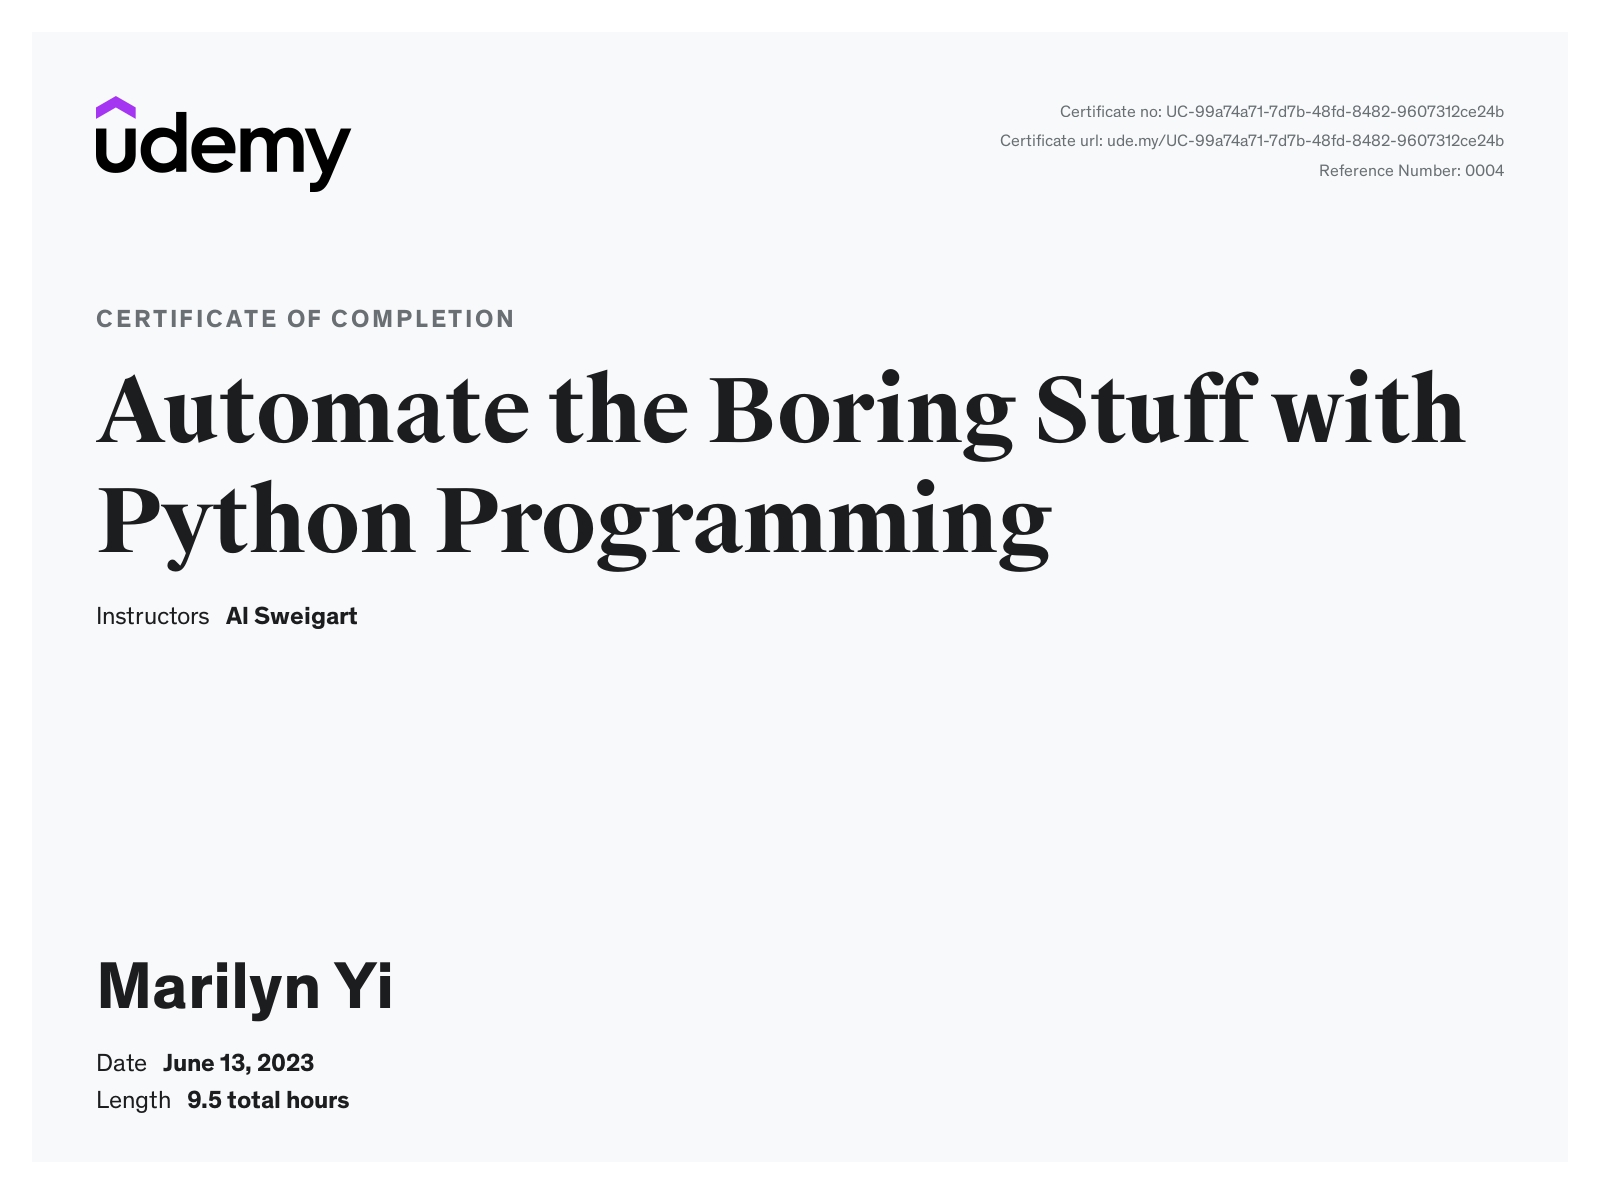 udemy
Certificate no: UC-99a74a71-7d7b-48fd-8482-9607312ce24b
Certificate url: ude.my/UC-99a74a71-7d7b-48fd-8482-9607312ce24b
Reference Number: 0004
CERTIFICATE OF COMPLETION
Automate the Boring Stuff with
Python Programming
Instructors Al Sweigart
Marilyn Yi
Date June 13, 2023
Length 9.5 total hours